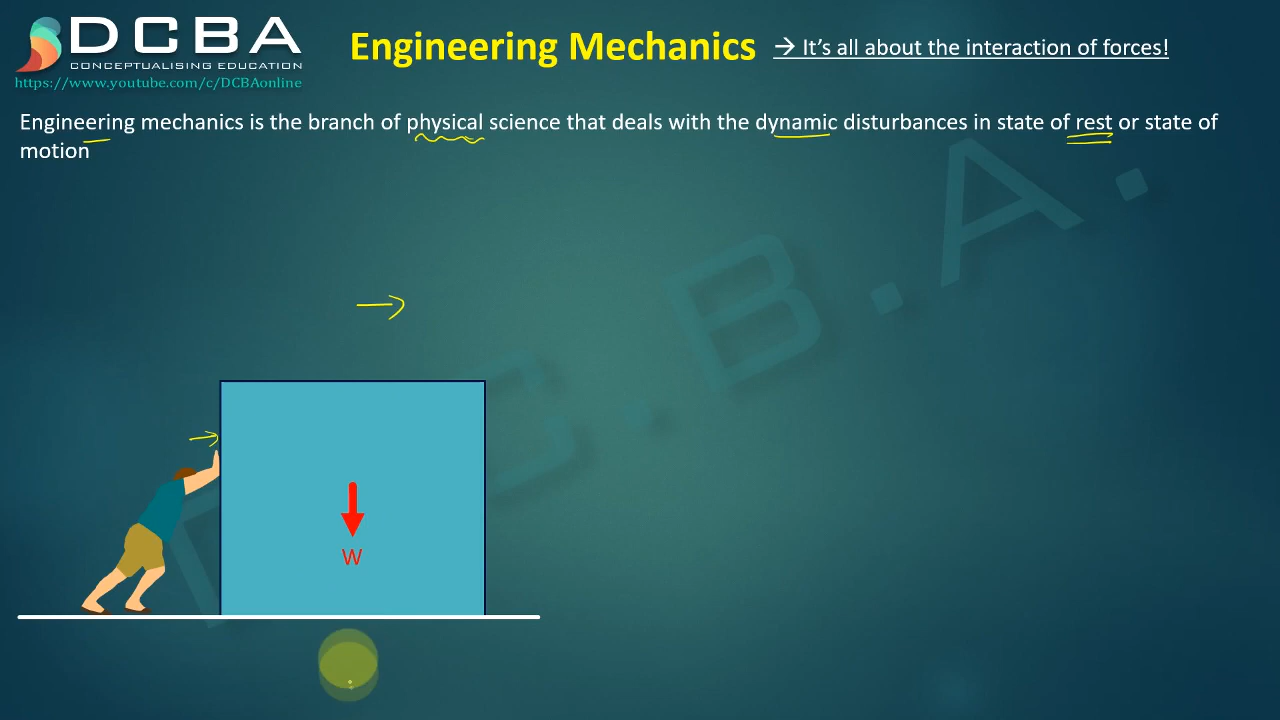 DCBA
CONCEPTUALISING EDUCATION
https://www.youtube.com/c/DCBAonline
Engineering Mechanics → It's all about the interaction of forces!
Engineering mechanics is the branch of physical science that deals with the dynamic disturbances in state of rest or state of
motion
D.C.B.A.
W